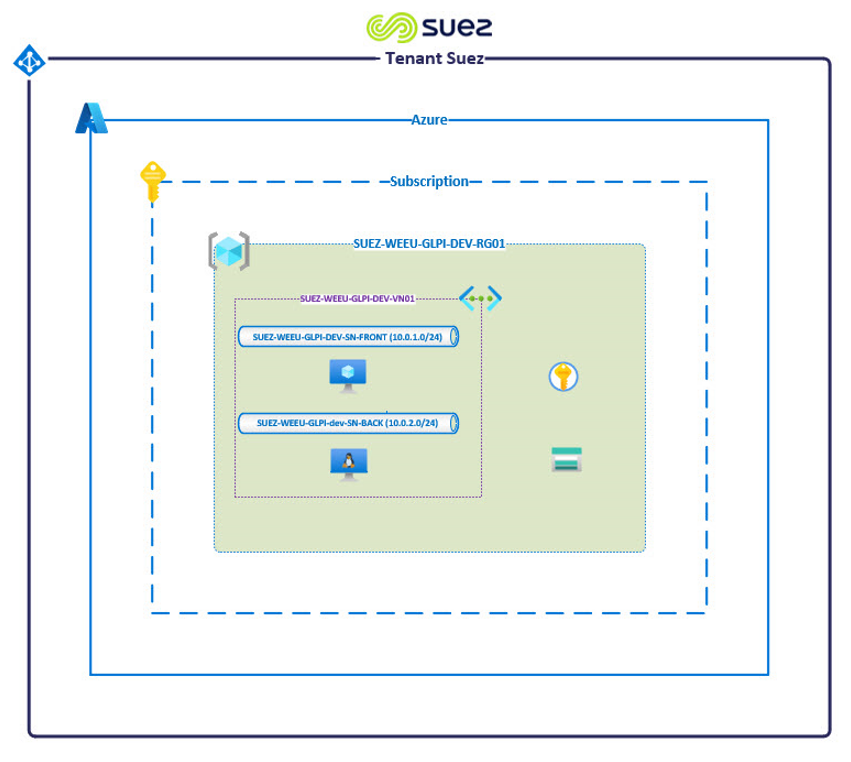 suez
Tenant Suez
Azure
Subscription
SUEZ-WEEU-GLPI-DEV-RG01
SUEZ-WEEU-GLPI-DEV-VN01
SUEZ-WEEU-GLPI-DEV-SN-FRONT (10.0.1.0/24)
SUEZ-WEEU-GLPI-dev-SN-BACK (10.0.2.0/24)